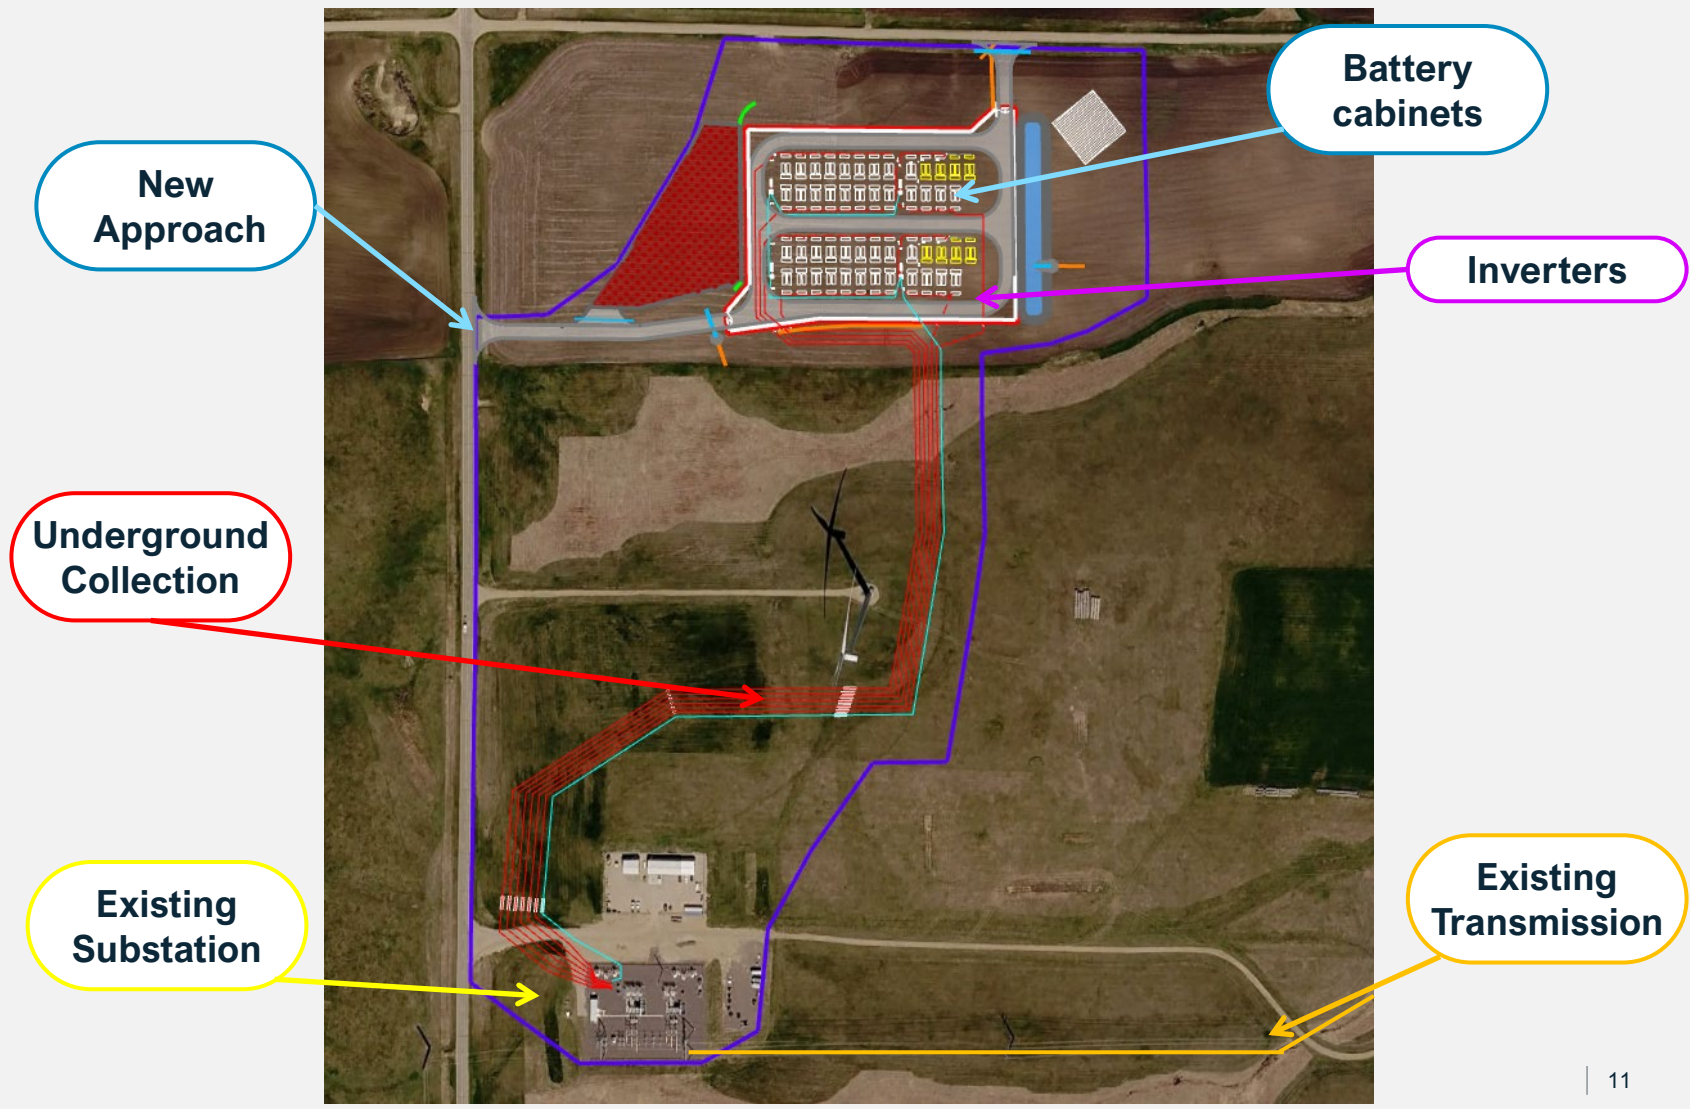 Battery
cabinets
New
Approach
Inverters
Underground
Collection
Existing
Substation
Existing
Transmission
11